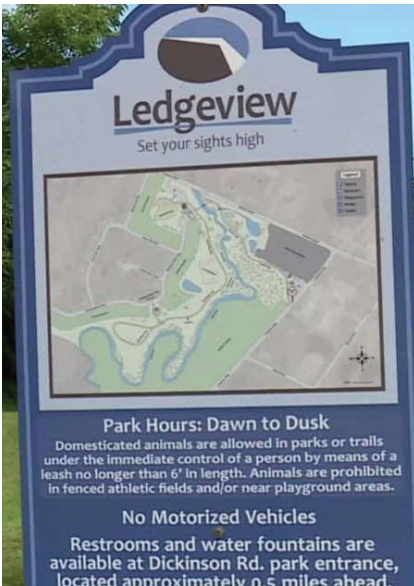 Ledgeview
Set your sights high
Legend
Park Hours: Dawn to Dusk
Domesticated animals are allowed in parks or trails
under the immediate control of a person by means of a
leash no longer than 6' in length. Animals are prohibited
in fenced athletic fields and/or near playground areas.
No Motorized Vehicles
Restrooms and water fountains are
available at Dickinson Rd. park entrance,
located approximately 0.5 miles ahead.